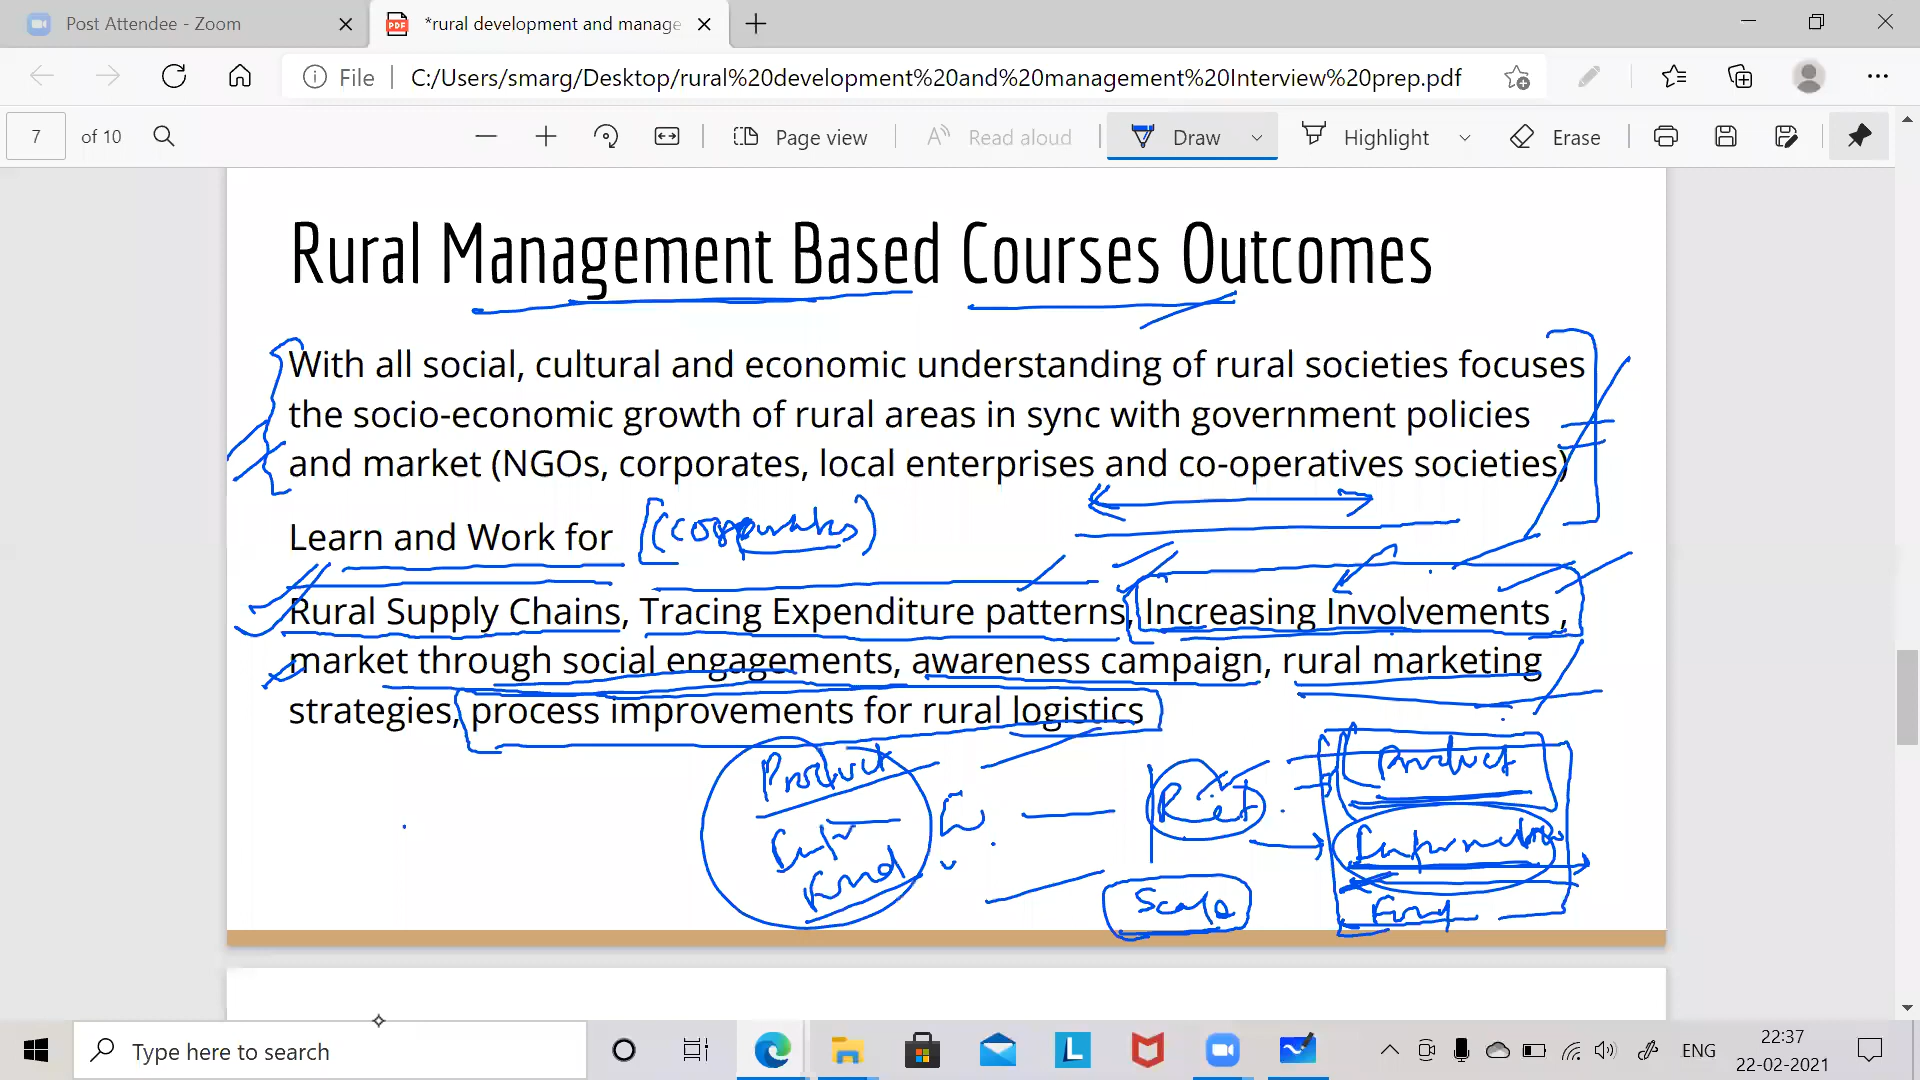 Post Attendee - Zoom
*rural development and manage
File
C:/Users/smarg/Desktop/rural%20development%20and%20management%20Interview%20prep.pdf
7 of 10
Page view
Read aloud
Draw
Highlight
Erase
Rural Management Based Courses Outcomes
With all social, cultural and economic understanding of rural societies focuses
the socio-economic growth of rural areas in sync with government policies
and market (NGOs, corporates, local enterprises and co-operatives societies)
Learn and Work for (corporates)
Rural Supply Chains, Tracing Expenditure patterns, Increasing Involvements ,
market through social engagements, awareness campaign, rural marketing
strategies, process improvements for rural logistics
Product
Product
Information
Fund
Scale
Type here to search
ENG
22:37
22-02-2021